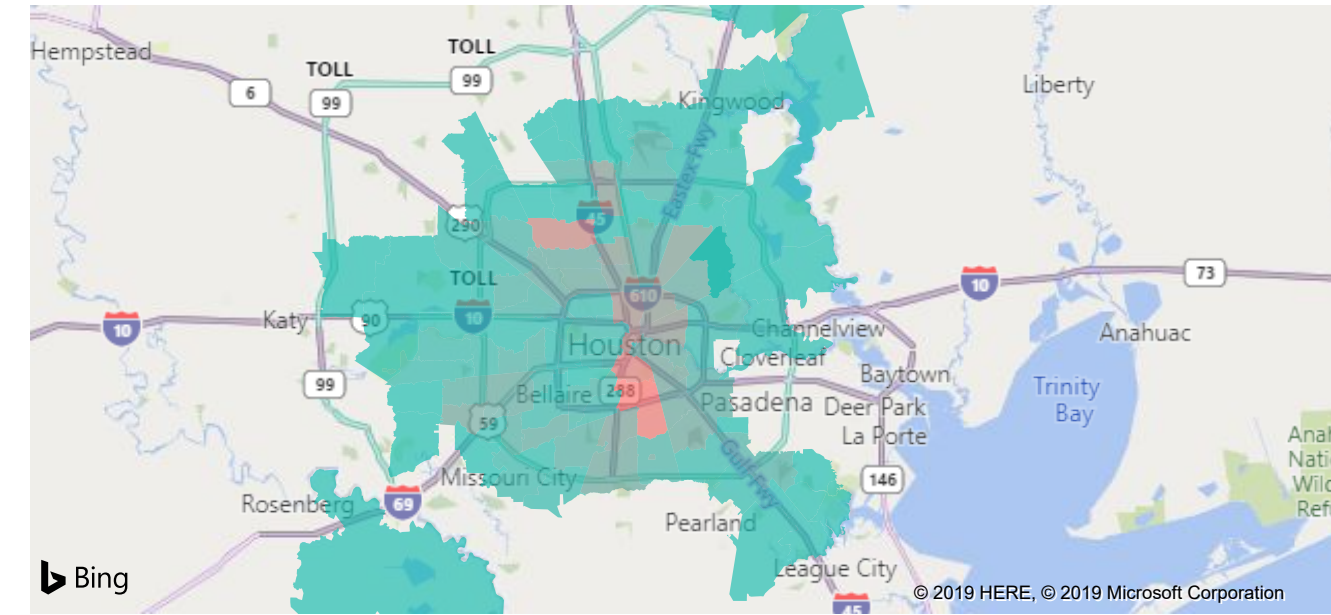 Hempstead
TOLL
99
TOLL
99
6
Kingwood
Liberty
Eastex Fwy
290
45
TOLL
10
610
10
73
Katy
90
10
Channelview
Houston
Cloverleaf
Anahuac
99
Bellaire
288
Baytown
Trinity
Bay
Pasadena
Deer Park
59
La Porte
Missouri City
Gulf Fwy
146
Rosenberg
69
Pearland
League City
45
Bing
© 2019 HERE, © 2019 Microsoft Corporation